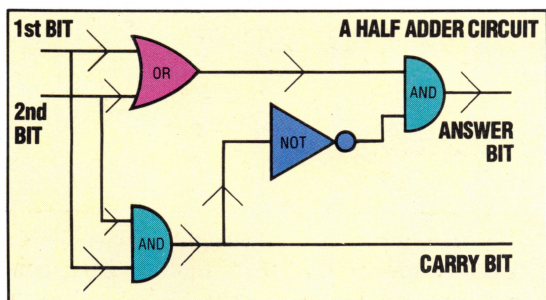 1st BIT
A HALF ADDER CIRCUIT
OR
AND
2nd
BIT
NOT
ANSWER
BIT
AND
CARRY BIT